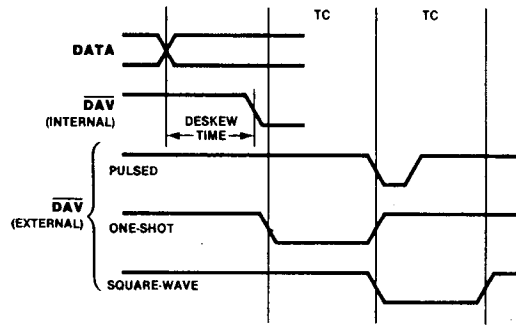 TC TC
DATA
DAV
(INTERNAL)
DESKEW
TIME
PULSED
DAV
(EXTERNAL)
ONE-SHOT
SQUARE-WAVE